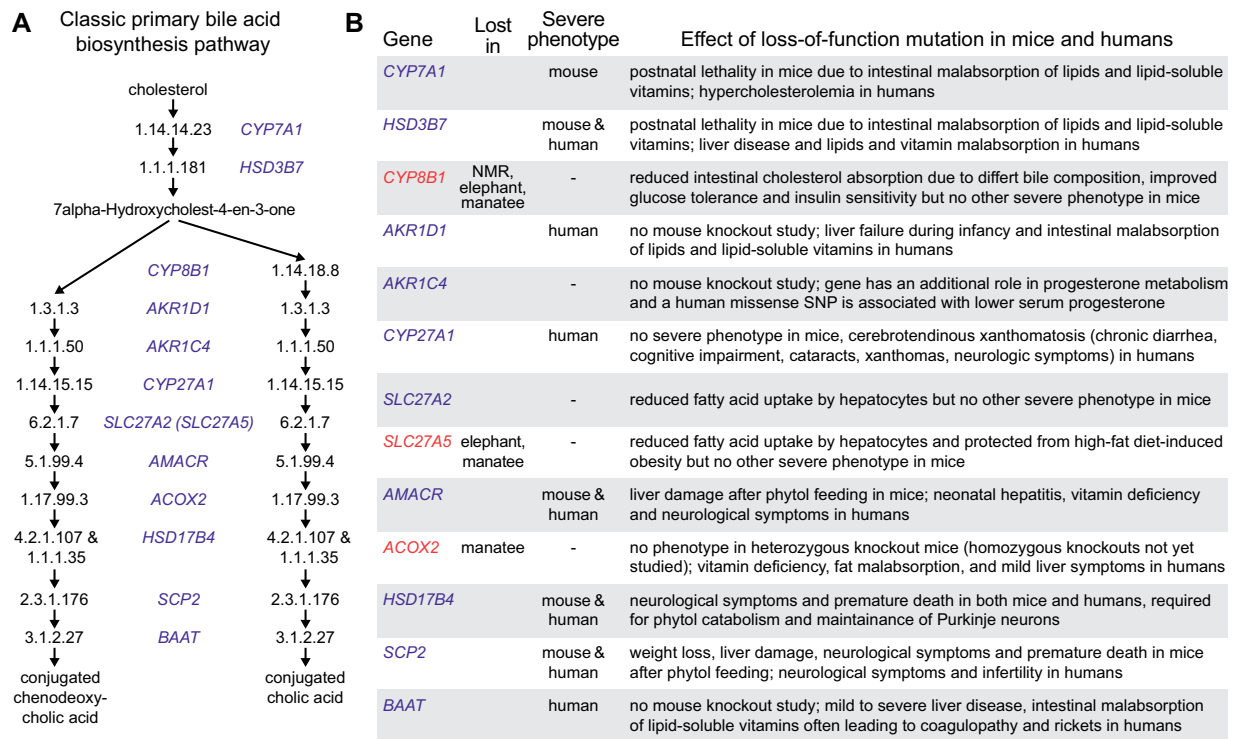 A
Classic primary bile acid
biosynthesis pathway
cholesterol
1.14.14.23 CYP7A1
1.1.1.181 HSD3B7
7alpha-Hydroxycholest-4-en-3-one
CYP8B1 1.14.18.8
1.3.1.3 AKR1D1 1.3.1.3
1.1.1.50 AKR1C4 1.1.1.50
1.14.15.15 CYP27A1 1.14.15.15
6.2.1.7 SLC27A2 (SLC27A5) 6.2.1.7
5.1.99.4 AMACR 5.1.99.4
1.17.99.3 ACOX2 1.17.99.3
4.2.1.107 & HSD17B4 4.2.1.107 &
1.1.1.35 1.1.1.35
2.3.1.176 SCP2 2.3.1.176
3.1.2.27 BAAT 3.1.2.27
conjugated conjugated
chenodeoxy- cholic acid
cholic acid
B
Gene Lost in Severe phenotype Effect of loss-of-function mutation in mice and humans
CYP7A1 mouse postnatal lethality in mice due to intestinal malabsorption of lipids and lipid-soluble
vitamins; hypercholesterolemia in humans
HSD3B7 mouse & postnatal lethality in mice due to intestinal malabsorption of lipids and lipid-soluble
human vitamins; liver disease and lipids and vitamin malabsorption in humans
CYP8B1 NMR, elephant, manatee - reduced intestinal cholesterol absorption due to differt bile composition, improved
glucose tolerance and insulin sensitivity but no other severe phenotype in mice
AKR1D1 human no mouse knockout study; liver failure during infancy and intestinal malabsorption
of lipids and lipid-soluble vitamins in humans
AKR1C4 - no mouse knockout study; gene has an additional role in progesterone metabolism
and a human missense SNP is associated with lower serum progesterone
CYP27A1 human no severe phenotype in mice, cerebrotendinous xanthomatosis (chronic diarrhea,
cognitive impairment, cataracts, xanthomas, neurologic symptoms) in humans
SLC27A2 - reduced fatty acid uptake by hepatocytes but no other severe phenotype in mice
SLC27A5 elephant, - reduced fatty acid uptake by hepatocytes and protected from high-fat diet-induced
manatee obesity but no other severe phenotype in mice
AMACR mouse & liver damage after phytol feeding in mice; neonatal hepatitis, vitamin deficiency
human and neurological symptoms in humans
ACOX2 manatee - no phenotype in heterozygous knockout mice (homozygous knockouts not yet
studied); vitamin deficiency, fat malabsorption, and mild liver symptoms in humans
HSD17B4 mouse & neurological symptoms and premature death in both mice and humans, required
human for phytol catabolism and maintainance of Purkinje neurons
SCP2 mouse & weight loss, liver damage, neurological symptoms and premature death in mice
human after phytol feeding; neurological symptoms and infertility in humans
BAAT human no mouse knockout study; mild to severe liver disease, intestinal malabsorption
of lipid-soluble vitamins often leading to coagulopathy and rickets in humans